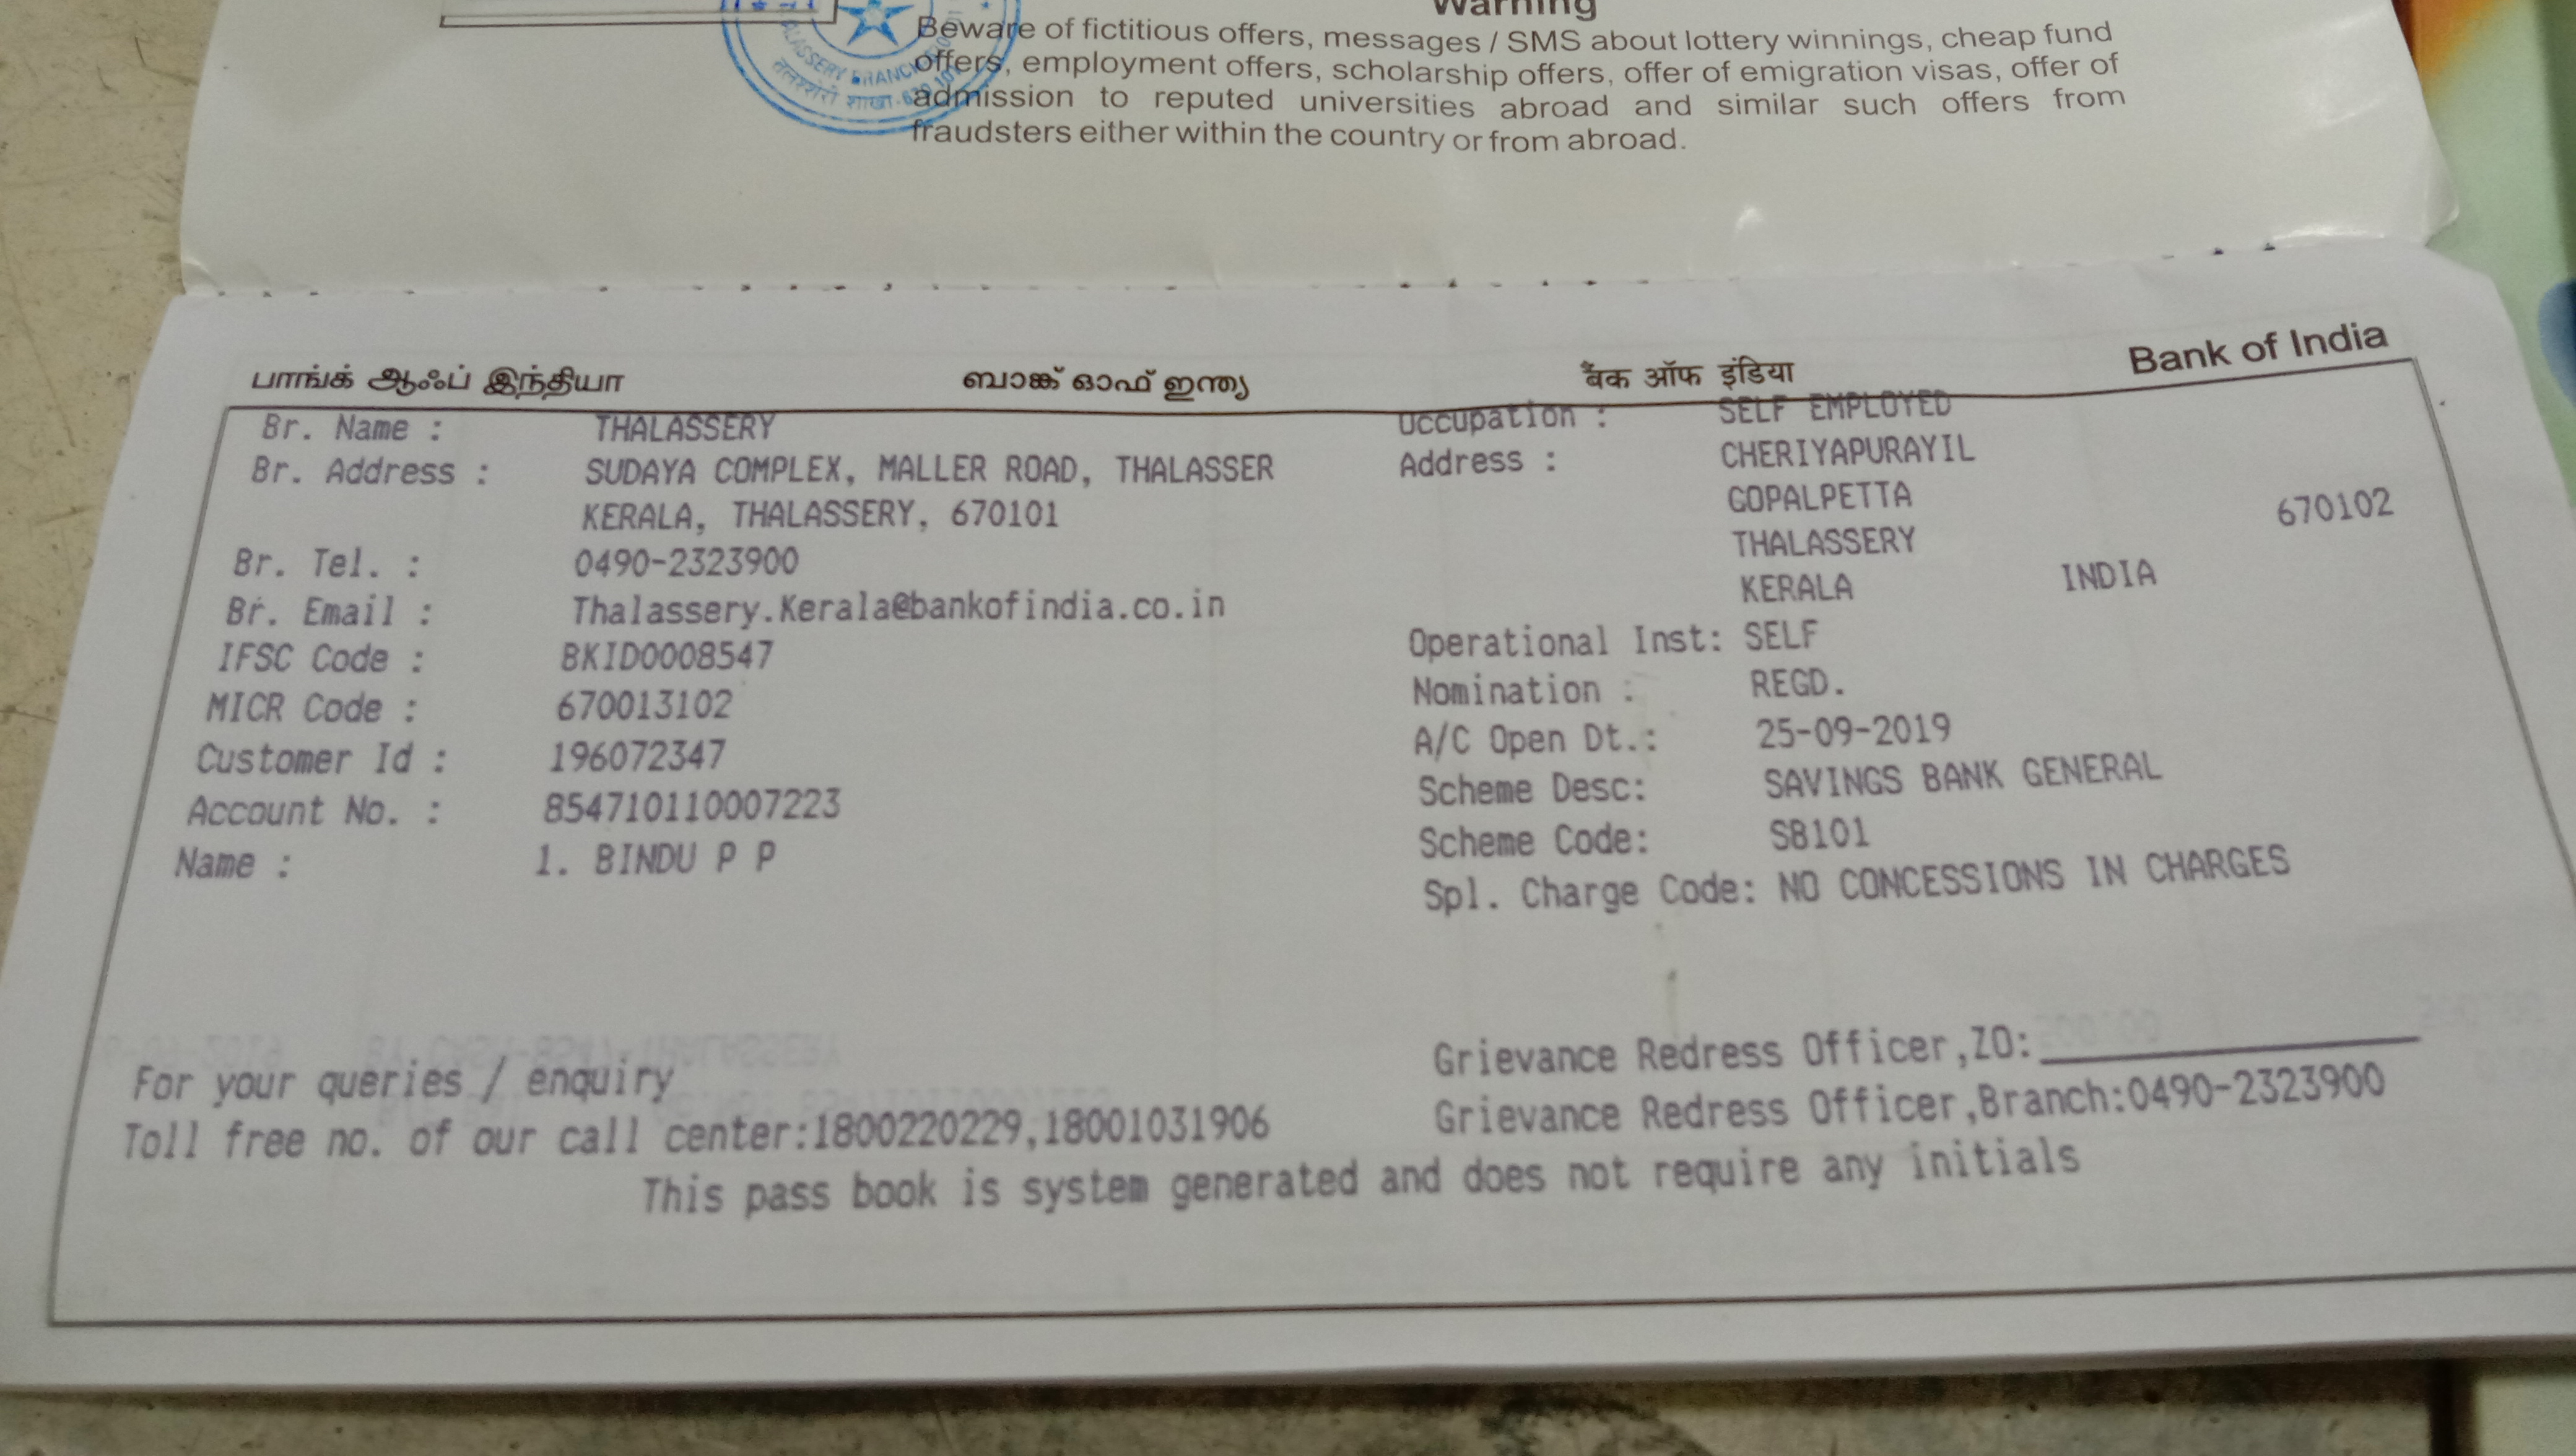 Warning
Beware of fictitious offers, messages / SMS about lottery winnings, cheap fund
offers, employment offers, scholarship offers, offer of emigration visas, offer of
admission to reputed universities abroad and similar such offers from
fraudsters either within the country or from abroad.
BRANCH
तलश्शेरी शाखा
பாங்க் ஆஃப் இந்தியா ബാങ്ക് ഓഫ് ഇന്ത്യ बैंक ऑफ इंडिया Bank of India
Br. Name : THALASSERY
Br. Address : SUDAYA COMPLEX, MALLER ROAD, THALASSER
KERALA, THALASSERY, 670101
Br. Tel. : 0490-2323900
Br. Email : Thalassery.Kerala@bankofindia.co.in
IFSC Code : BKID0008547
MICR Code : 670013102
Customer Id : 196072347
Account No. : 854710110007223
Name : 1. BINDU P P
Occupation : SELF EMPLOYED
Address : CHERIYAPURAYIL
GOPALPETTA
THALASSERY 670102
KERALA INDIA
Operational Inst: SELF
Nomination : REGD.
A/C Open Dt.: 25-09-2019
Scheme Desc: SAVINGS BANK GENERAL
Scheme Code: SB101
Spl. Charge Code: NO CONCESSIONS IN CHARGES
For your queries / enquiry
Toll free no. of our call center:1800220229,18001031906
Grievance Redress Officer,ZO:
Grievance Redress Officer,Branch:0490-2323900
This pass book is system generated and does not require any initials